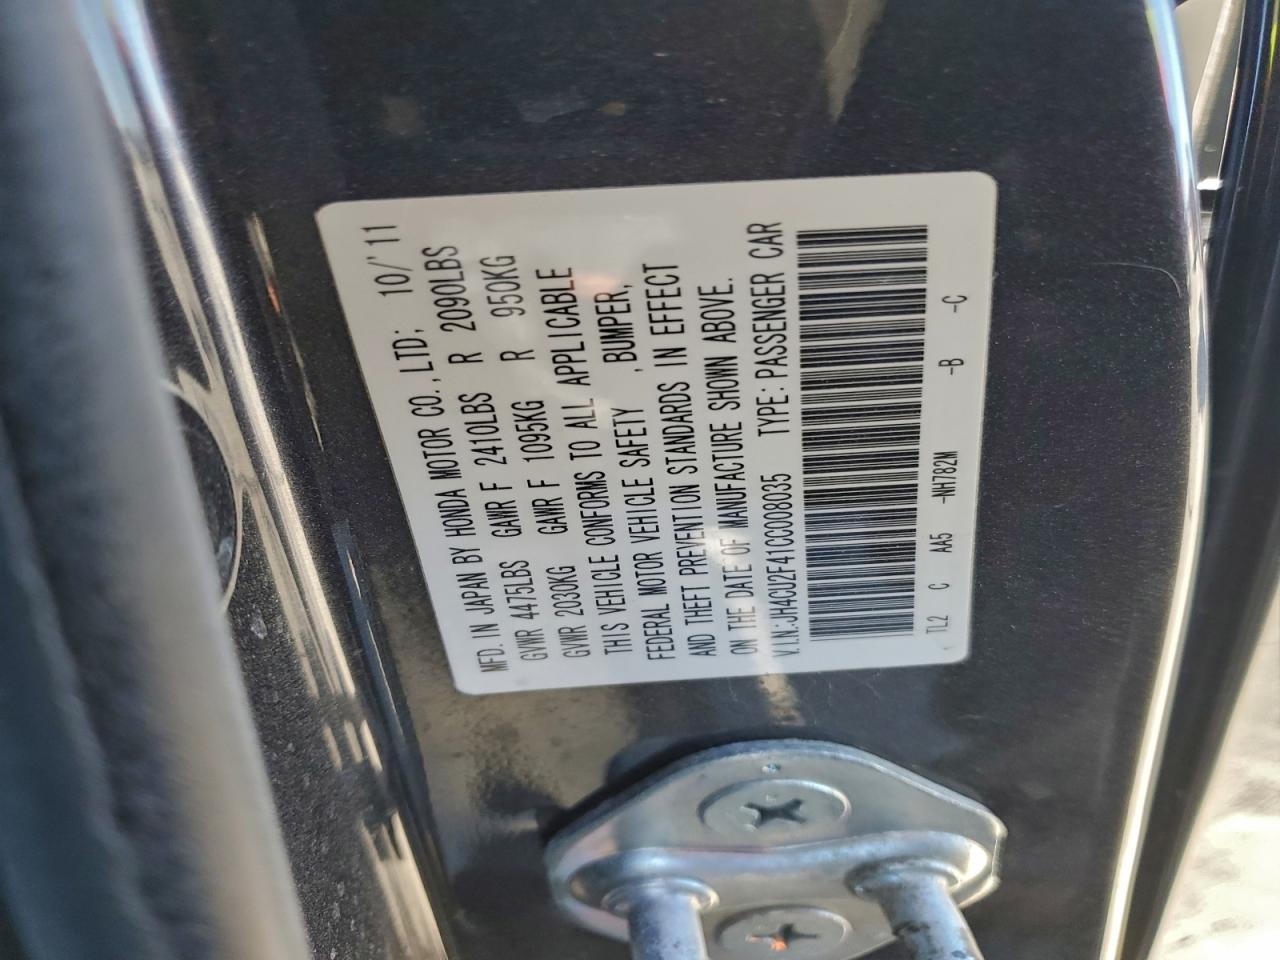 MFD. IN JAPAN BY HONDA MOTOR CO., LTD; 10/'11
GVWR 4475LBS GAWR F 2410LBS R 2090LBS
GVWR 2030KG GAWR F 1095KG R 950KG
THIS VEHICLE CONFORMS TO ALL APPLICABLE
FEDERAL MOTOR VEHICLE SAFETY , BUMPER,
AND THEFT PREVENTION STANDARDS IN EFFECT
ON THE DATE OF MANUFACTURE SHOWN ABOVE.
V.I.N.:JH4CU2F41CC008035 TYPE: PASSENGER CAR
TL2 C AA5 -NH782M -B -C